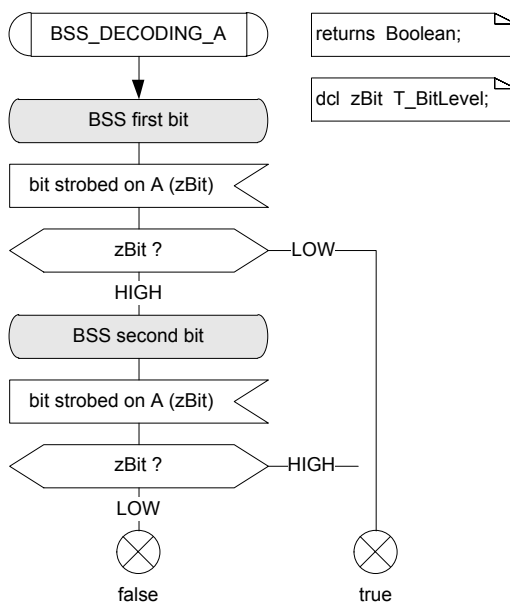 BSS_DECODING_A
returns Boolean;
dcl zBit T_BitLevel;
BSS first bit
bit strobed on A (zBit)
zBit ?
LOW
HIGH
BSS second bit
bit strobed on A (zBit)
zBit ?
HIGH
LOW
false
true